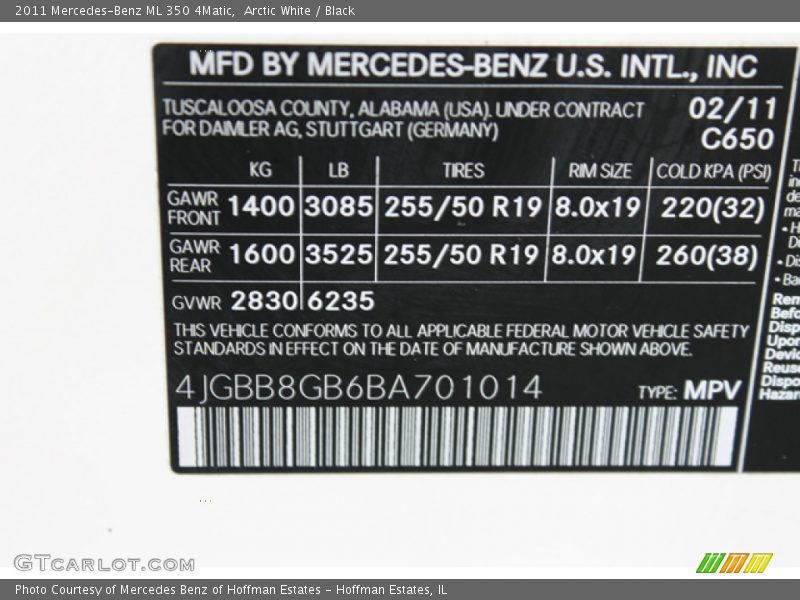 2011 Mercedes-Benz ML 350 4Matic,  Arctic White / Black
MFD BY MERCEDES-BENZ U.S. INTL., INC
TUSCALOOSA COUNTY, ALABAMA (USA). UNDER CONTRACT
FOR DAIMLER AG, STUTTGART (GERMANY)
02/11
C650
KG LB TIRES RIM SIZE COLD KPA (PSI)
GAWR FRONT 1400 3085 255/50 R19 8.0x19 220(32)
GAWR REAR 1600 3525 255/50 R19 8.0x19 260(38)
GVWR 2830 6235
THIS VEHICLE CONFORMS TO ALL APPLICABLE FEDERAL MOTOR VEHICLE SAFETY
STANDARDS IN EFFECT ON THE DATE OF MANUFACTURE SHOWN ABOVE.
4JGBB8GB6BA701014 TYPE: MPV
GTCARLOT.COM
Photo Courtesy of Mercedes Benz of Hoffman Estates - Hoffman Estates, IL